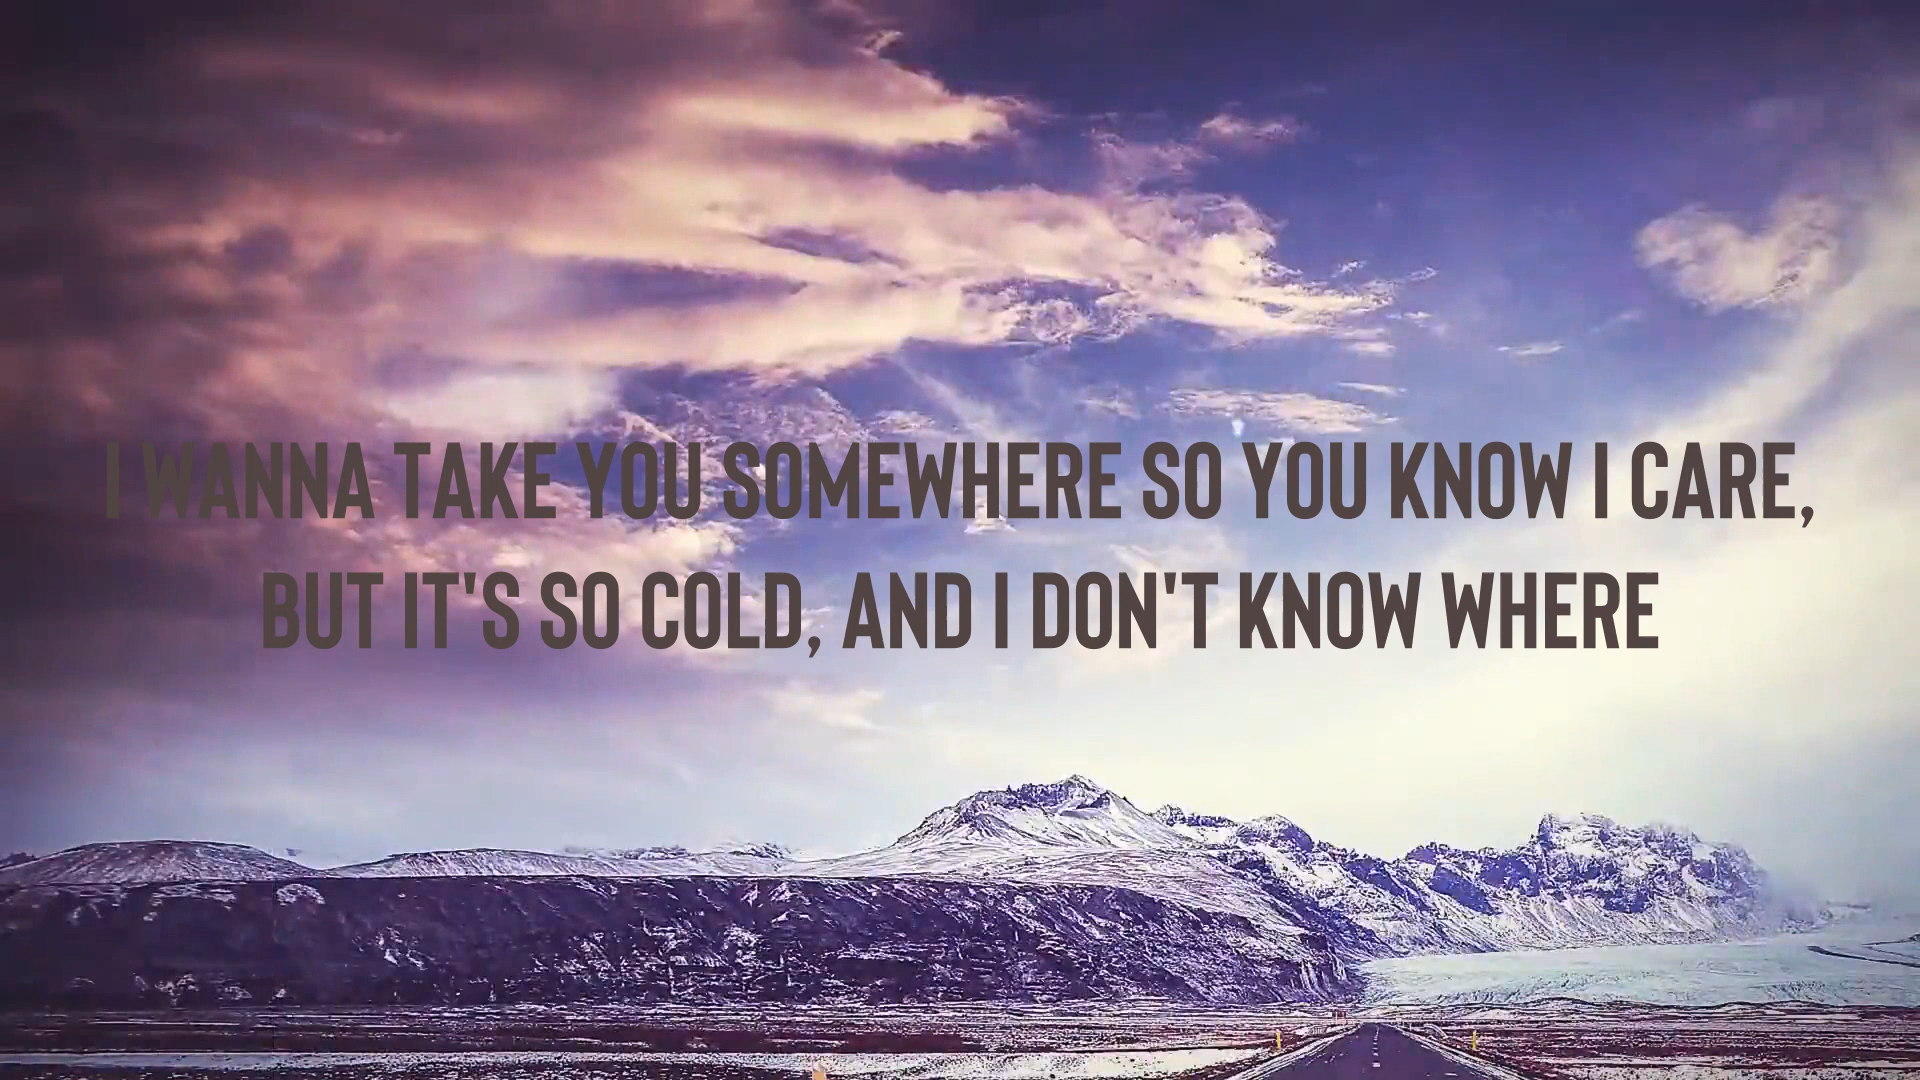 I WANNA TAKE YOU SOMEWHERE SO YOU KNOW I CARE,
BUT IT'S SO COLD, AND I DON'T KNOW WHERE